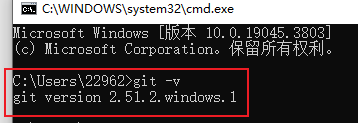 C:\WINDOWS\system32\cmd.exe
Microsoft Windows [版本 10.0.19045.3803]
(c) Microsoft Corporation。保留所有权利。
C:\Users\22962>git -v
git version 2.51.2.windows.1